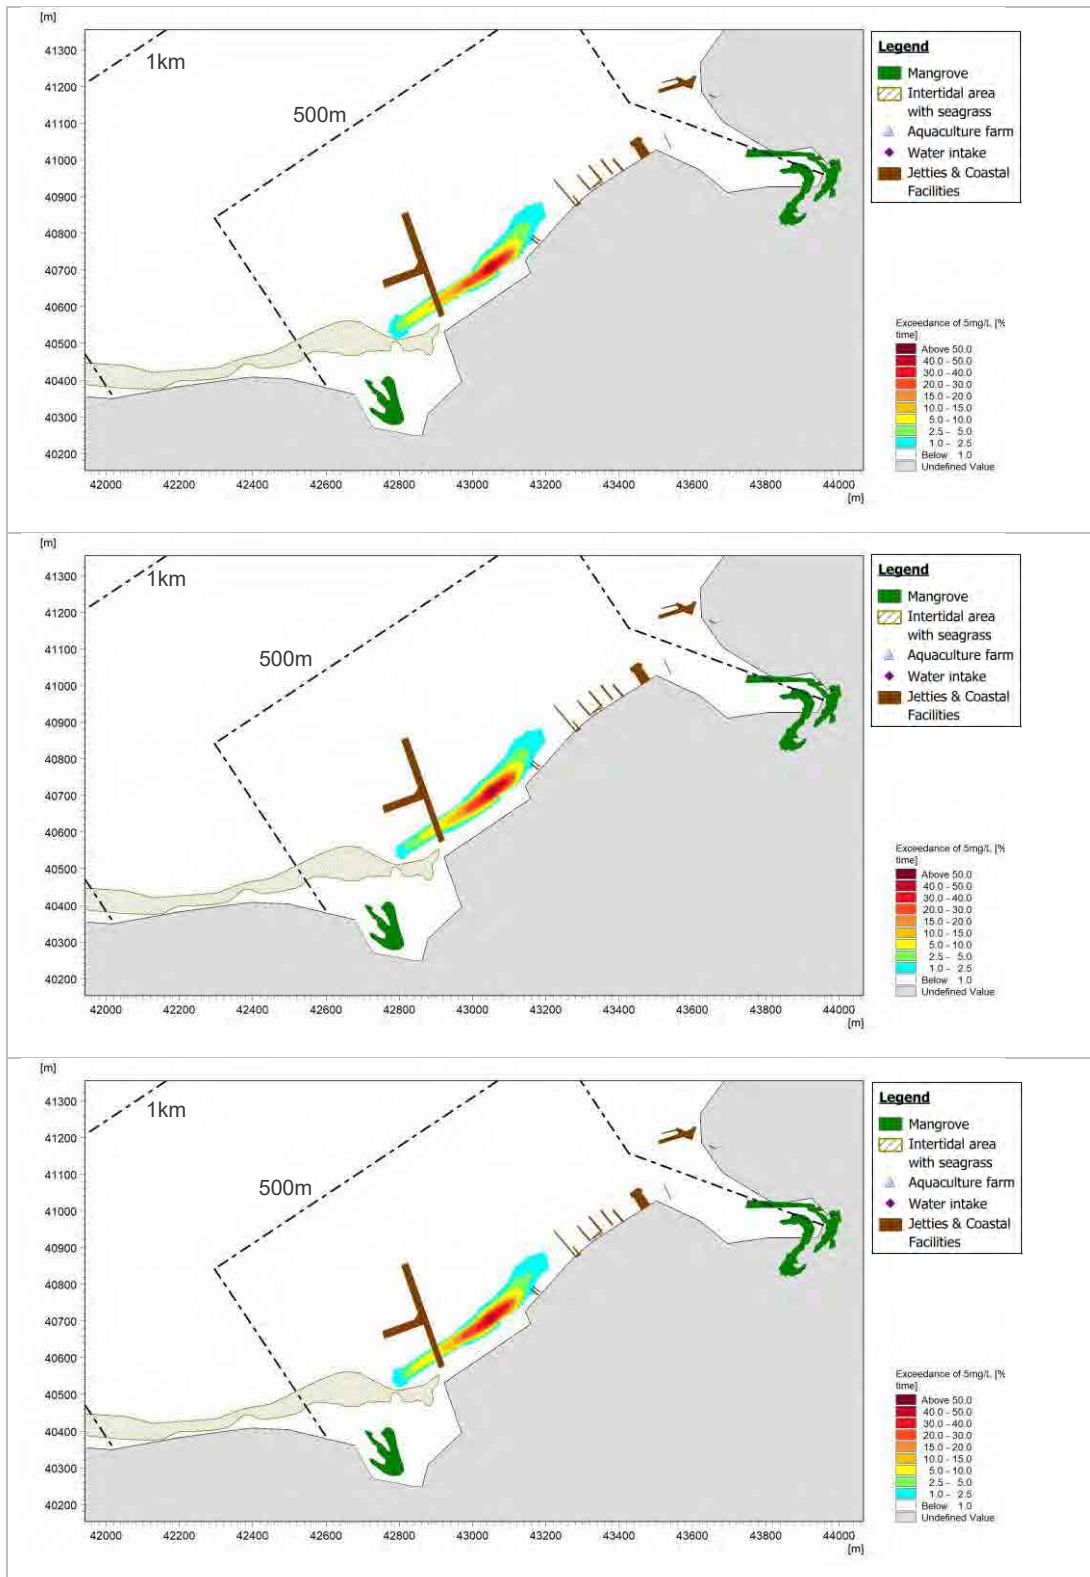 [m]
41300
41200
41100
41000
40900
40800
40700
40600
40500
40400
40300
40200
1km
500m
42000 42200 42400 42600 42800 43000 43200 43400 43600 43800 44000
[m]
Legend
Mangrove
Intertidal area
with seagrass
Aquaculture farm
Water intake
Jetties & Coastal
Facilities
Exceedance of 5mg/L [%
time]
Above 50.0
40.0 - 50.0
30.0 - 40.0
20.0 - 30.0
15.0 - 20.0
10.0 - 15.0
5.0 - 10.0
2.5 - 5.0
1.0 - 2.5
Below 1.0
Undefined Value
[m]
41300
41200
41100
41000
40900
40800
40700
40600
40500
40400
40300
40200
1km
500m
42000 42200 42400 42600 42800 43000 43200 43400 43600 43800 44000
[m]
Legend
Mangrove
Intertidal area
with seagrass
Aquaculture farm
Water intake
Jetties & Coastal
Facilities
Exceedance of 5mg/L [%
time]
Above 50.0
40.0 - 50.0
30.0 - 40.0
20.0 - 30.0
15.0 - 20.0
10.0 - 15.0
5.0 - 10.0
2.5 - 5.0
1.0 - 2.5
Below 1.0
Undefined Value
[m]
41300
41200
41100
41000
40900
40800
40700
40600
40500
40400
40300
40200
1km
500m
42000 42200 42400 42600 42800 43000 43200 43400 43600 43800 44000
[m]
Legend
Mangrove
Intertidal area
with seagrass
Aquaculture farm
Water intake
Jetties & Coastal
Facilities
Exceedance of 5mg/L [%
time]
Above 50.0
40.0 - 50.0
30.0 - 40.0
20.0 - 30.0
15.0 - 20.0
10.0 - 15.0
5.0 - 10.0
2.5 - 5.0
1.0 - 2.5
Below 1.0
Undefined Value